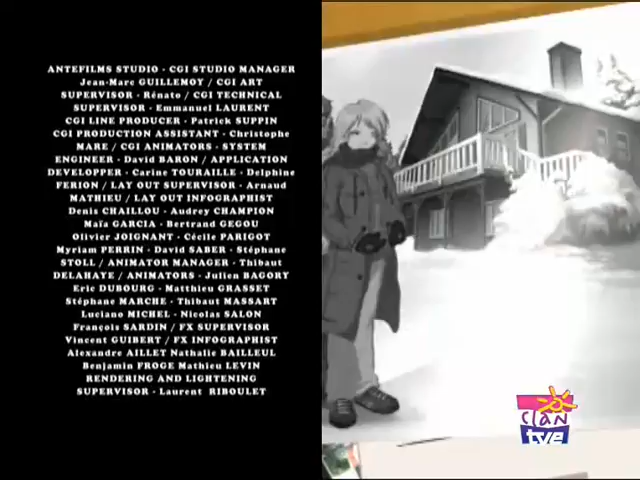 ANTEFILMS STUDIO - CGI STUDIO MANAGER
Jean-Marc GUILLEMOY / CGI ART
SUPERVISOR - Rénato / CGI TECHNICAL
SUPERVISOR - Emmanuel LAURENT
CGI LINE PRODUCER - Patrick SUPPIN
CGI PRODUCTION ASSISTANT - Christophe
MARE / CGI ANIMATORS - SYSTEM
ENGINEER - David BARON / APPLICATION
DEVELOPPER - Carine TOURAILLE - Delphine
FERION / LAY OUT SUPERVISOR - Arnaud
MATHIEU / LAY OUT INFOGRAPHIST
Denis CHAILLOU - Audrey CHAMPION
Maïa GARCIA - Bertrand GEGOU
Olivier JOIGNANT - Cécile PARIGOT
Myriam PERRIN - David SABER - Stéphane
STOLL / ANIMATOR MANAGER - Thibaut
DELAHAYE / ANIMATORS - Julien BAGORY
Eric DUBOURG - Matthieu GRASSET
Stéphane MARCHE - Thibaut MASSART
Luciano MICHEL - Nicolas SALON
François SARDIN / FX SUPERVISOR
Vincent GUIBERT / FX INFOGRAPHIST
Alexandre AILLET Nathalie BAILLEUL
Benjamin FROGE Mathieu LEVIN
RENDERING AND LIGHTENING
SUPERVISOR - Laurent RIBOULET
CLAN
tve